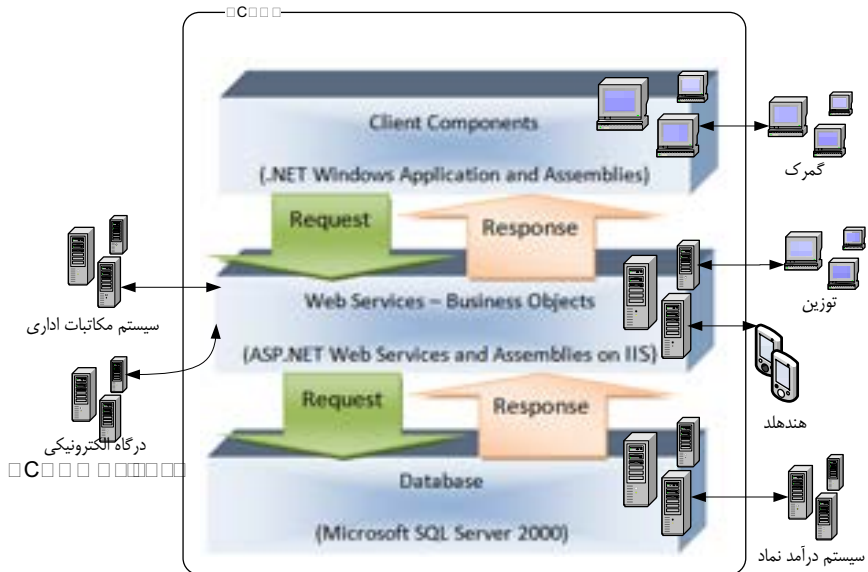 Client Components
(.NET Windows Application and Assemblies)
گمرک
Request
Response
توزین
Web Services – Business Objects
سیستم مکاتبات اداری
(ASP.NET Web Services and Assemblies on IIS)
هندهلد
Request
Response
درگاه الکترونیکی
Database
(Microsoft SQL Server 2000)
سیستم درآمد نماد